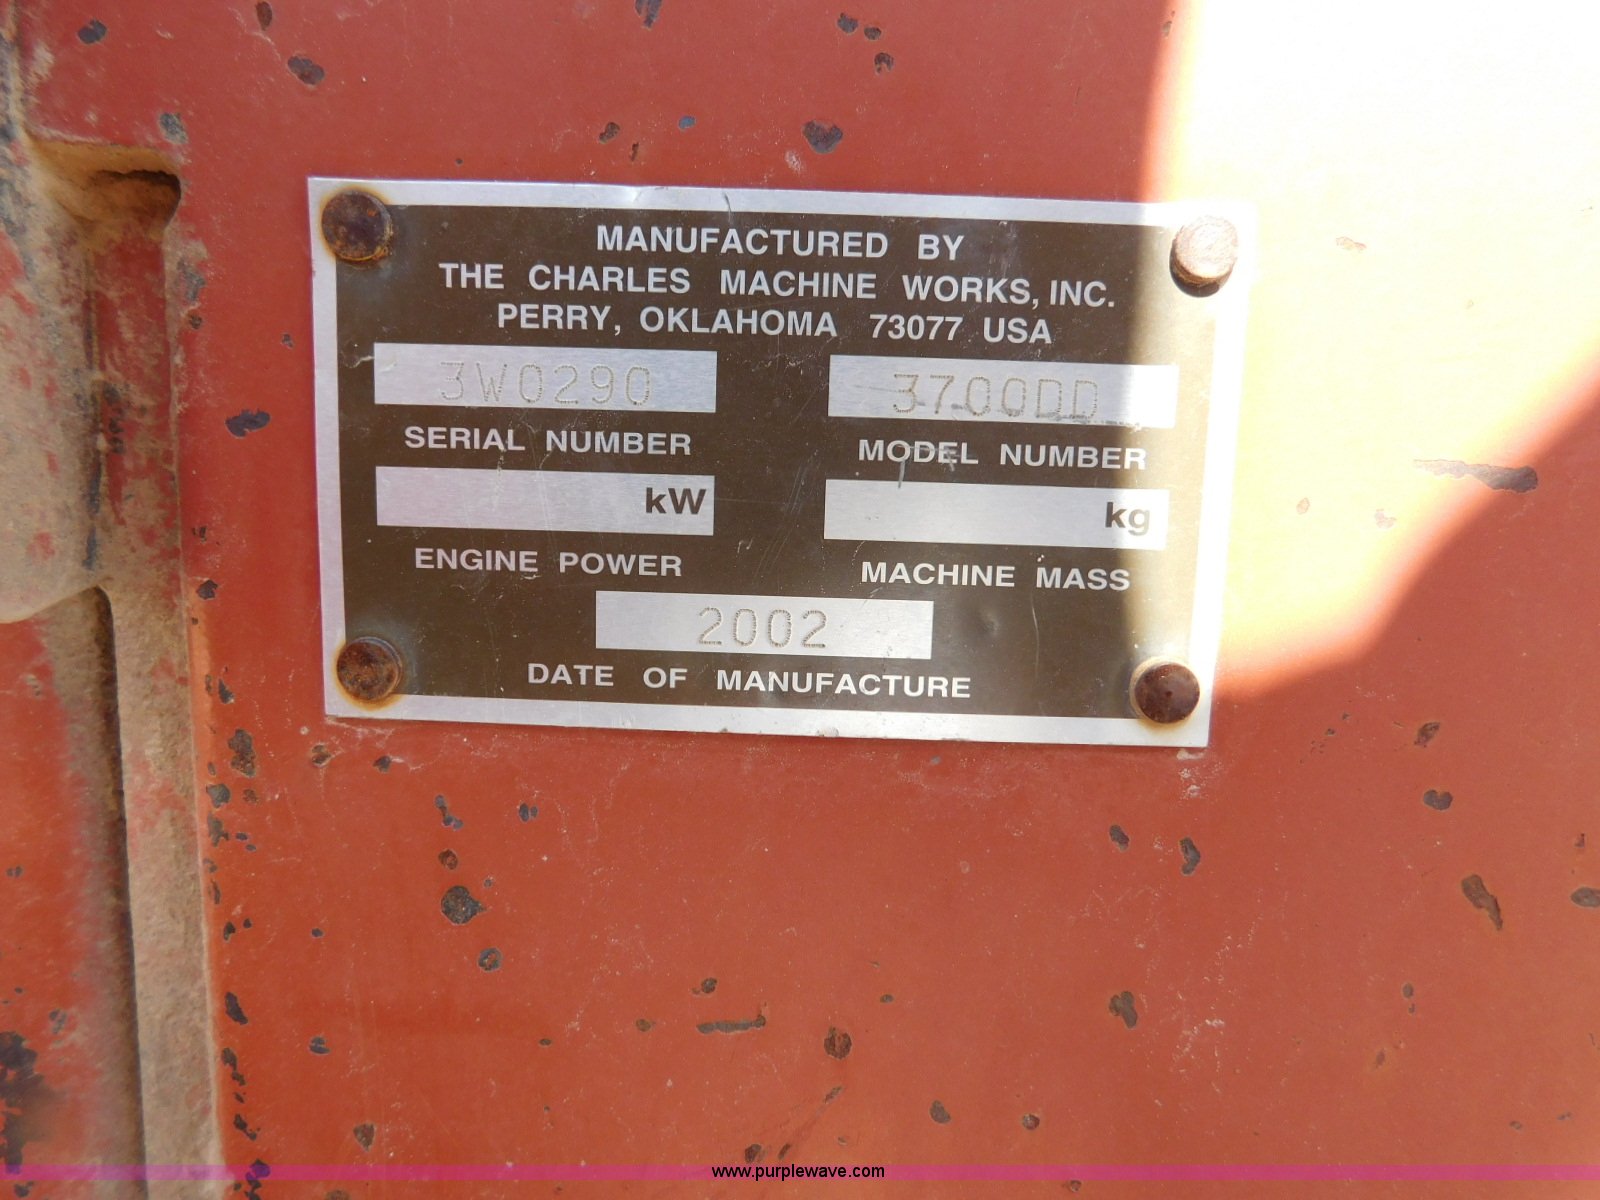 MANUFACTURED BY
THE CHARLES MACHINE WORKS, INC.
PERRY, OKLAHOMA 73077 USA
3W0290 3700DD
SERIAL NUMBER MODEL NUMBER
kW kg
ENGINE POWER MACHINE MASS
2002
DATE OF MANUFACTURE
www.purplewave.com